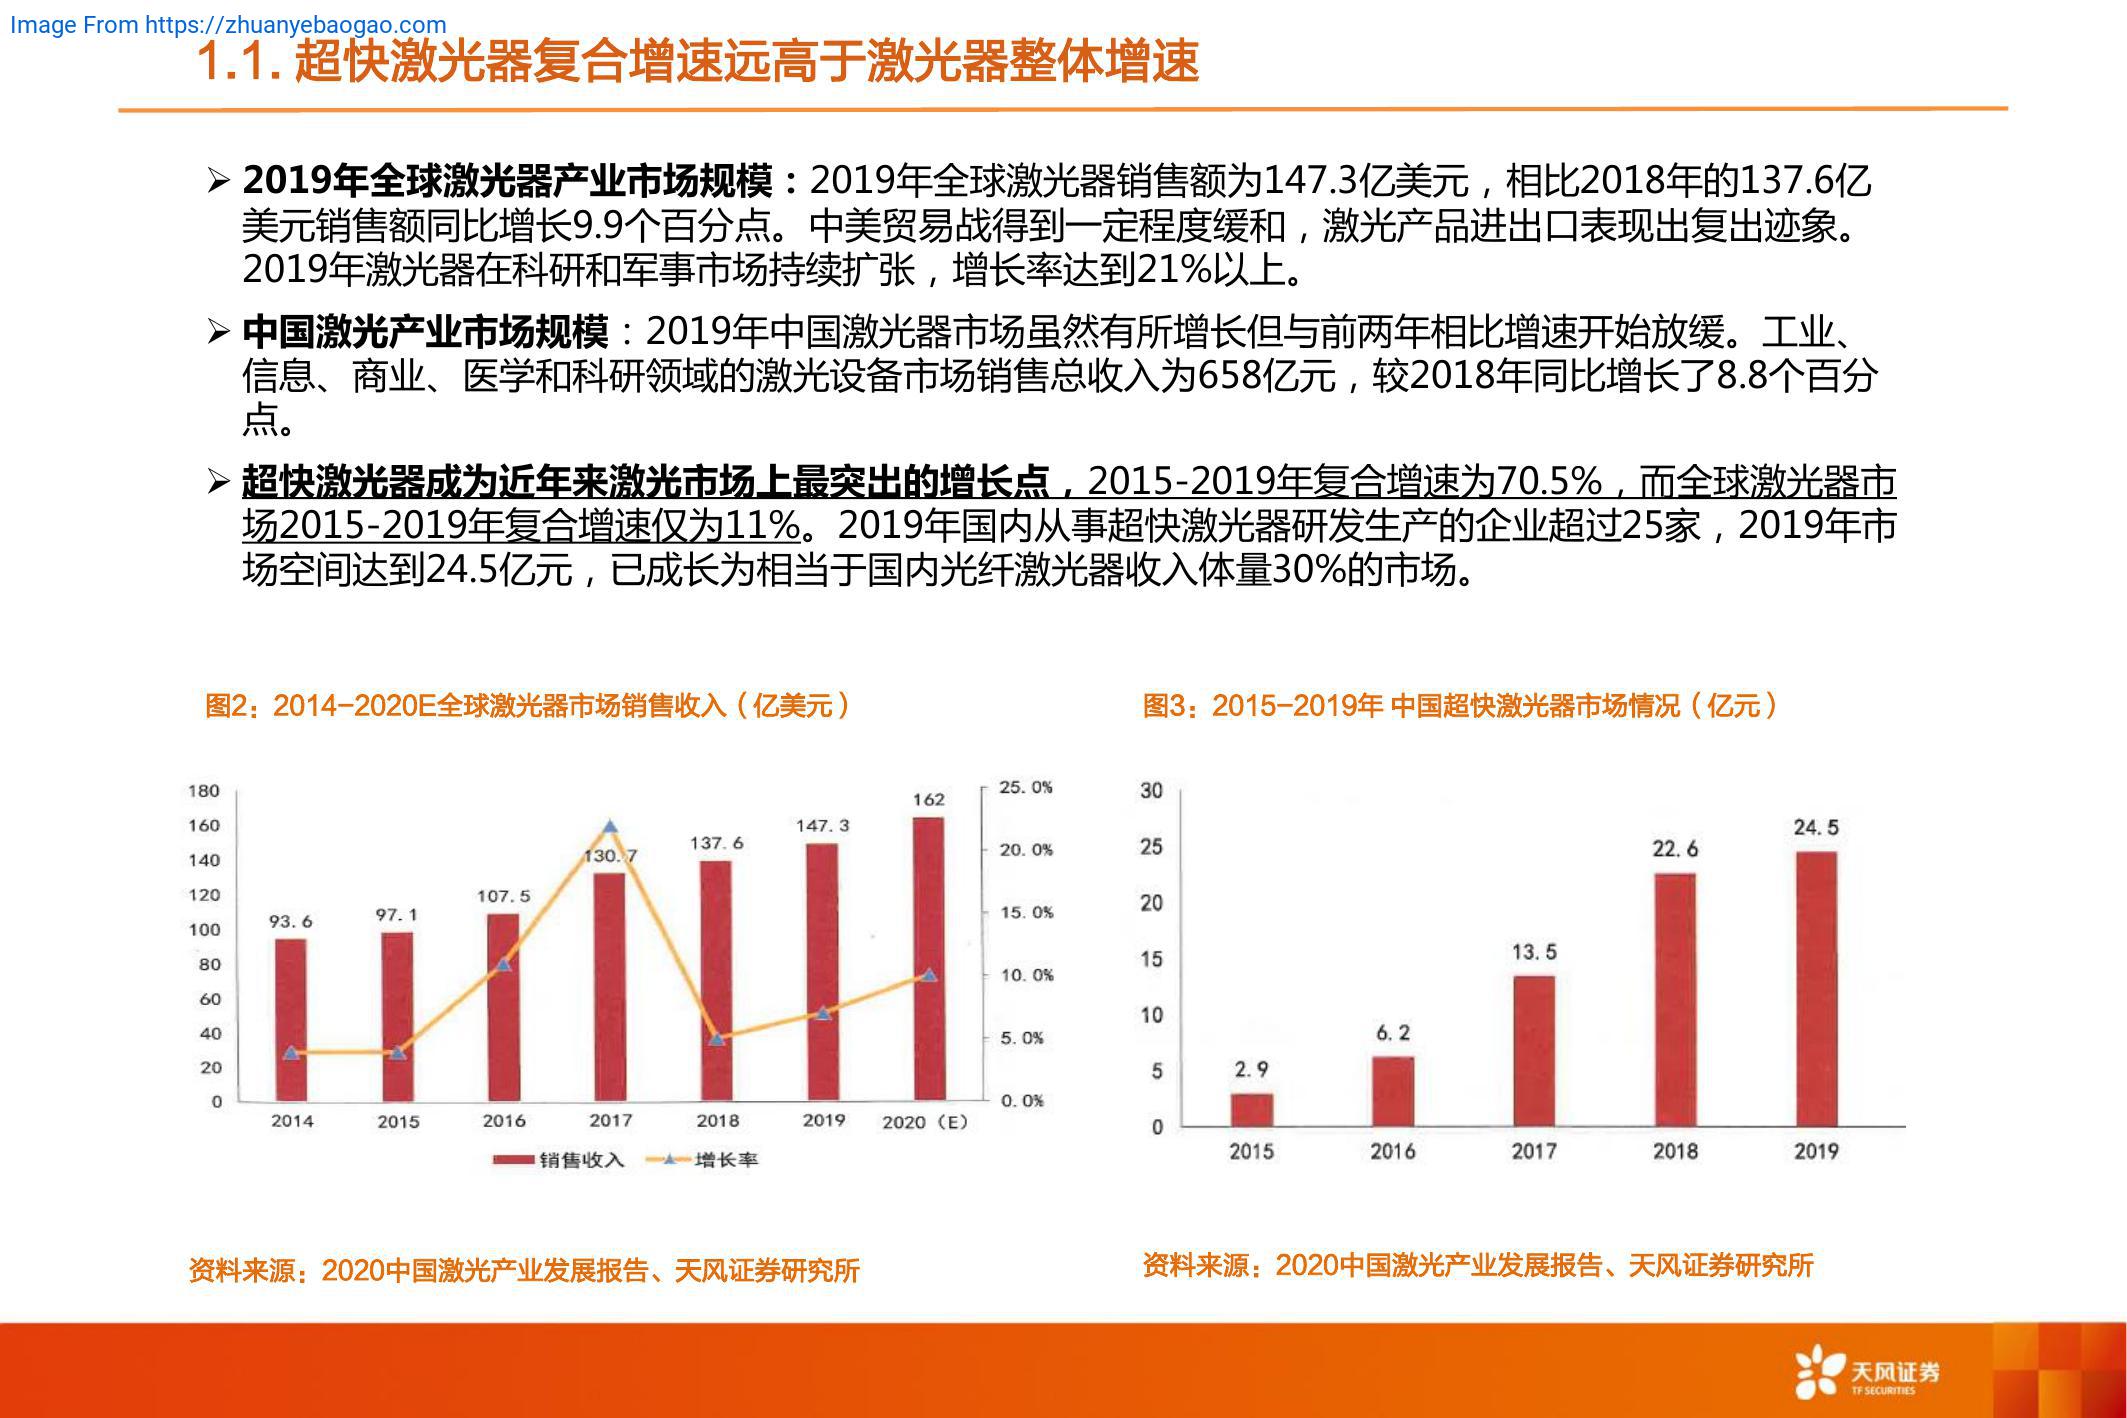 Image From https://zhuanyebaogao.com
1.1. 超快激光器复合增速远高于激光器整体增速
➢ 2019年全球激光器产业市场规模：2019年全球激光器销售额为147.3亿美元，相比2018年的137.6亿
美元销售额同比增长9.9个百分点。中美贸易战得到一定程度缓和，激光产品进出口表现出复出迹象。
2019年激光器在科研和军事市场持续扩张，增长率达到21%以上。
➢ 中国激光产业市场规模：2019年中国激光器市场虽然有所增长但与前两年相比增速开始放缓。工业、
信息、商业、医学和科研领域的激光设备市场销售总收入为658亿元，较2018年同比增长了8.8个百分
点。
➢ 超快激光器成为近年来激光市场上最突出的增长点，2015-2019年复合增速为70.5%，而全球激光器市
场2015-2019年复合增速仅为11%。2019年国内从事超快激光器研发生产的企业超过25家，2019年市
场空间达到24.5亿元，已成长为相当于国内光纤激光器收入体量30%的市场。
图2：2014-2020E全球激光器市场销售收入（亿美元）
180
160
140
120
100
80
60
40
20
0
93.6
97.1
107.5
130.7
137.6
147.3
162
25.0%
20.0%
15.0%
10.0%
5.0%
0.0%
2014 2015 2016 2017 2018 2019 2020（E）
销售收入 增长率
资料来源：2020中国激光产业发展报告、天风证券研究所
图3：2015-2019年 中国超快激光器市场情况（亿元）
30
25
20
15
10
5
0
2.9
6.2
13.5
22.6
24.5
2015 2016 2017 2018 2019
资料来源：2020中国激光产业发展报告、天风证券研究所
天风证券
TF SECURITIES